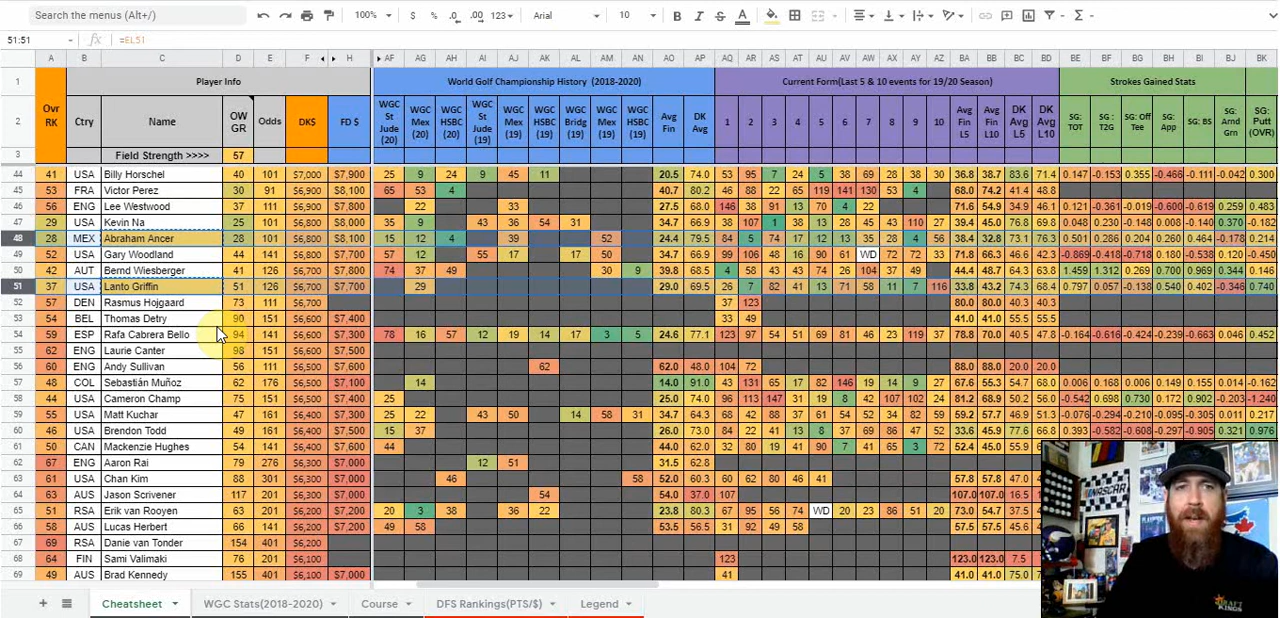 Search the menus (Alt+/) 100% $ % .0 .00 123 Arial 10 B I S A Σ
51:51 fx =EL51
A B C D E F H AF AG AH AI AJ AK AL AM AN AO AP AQ AR AS AT AU AV AW AX AY AZ BA BB BC BD BE BF BG BH BI BJ BK
1 Player Info World Golf Championship History (2018-2020) Current Form(Last 5 & 10 events for 19/20 Season) Strokes Gained Stats
2 Ovr RK Ctry Name OW GR Odds DK$ FD $ WGC St Jude (20) WGC Mex (20) WGC HSBC (20) WGC St Jude (19) WGC Mex (19) WGC HSBC (19) WGC Bridg (19) WGC Mex (19) WGC HSBC (19) Avg Fin DK Avg 1 2 3 4 5 6 7 8 9 10 Avg Fin L5 Avg Fin L10 DK Avg L5 DK Avg L10 SG: TOT SG : T2G SG: Off Tee SG: App SG: BS SG: Arnd Grn SG: Putt (OVR)
3 Field Strength >>>> 57
44 41 USA Billy Horschel 40 101 $7,000 $7,900 25 9 24 9 45 11 20.5 74.0 53 95 7 24 5 38 69 28 38 7 36.8 38.8 83.6 71.4 0.147 -0.153 0.355 -0.466 -0.111 -0.042 0.300
45 53 FRA Victor Perez 30 91 $6,900 $8,100 65 53 4 40.7 80.2 46 88 22 65 119 141 130 53 4 68.0 74.2 41.4 48.8
46 56 ENG Lee Westwood 37 111 $6,900 $7,800 22 33 27.5 68.0 146 38 91 13 70 4 22 71.6 54.9 34.9 46.1 0.121 -0.361 -0.019 -0.600 -0.619 0.259 0.483
47 29 USA Kevin Na 25 101 $6,800 $8,000 35 9 43 36 54 31 34.7 66.9 38 107 1 38 13 28 45 43 110 27 39.4 45.0 76.8 69.8 0.048 0.230 -0.148 0.008 -0.140 0.370 -0.182
48 26 MEX Abraham Ancer 28 101 $6,800 $8,100 15 12 4 39 52 24.4 79.5 84 5 74 17 12 13 35 28 4 56 38.4 32.8 73.1 76.3 0.501 0.286 0.204 0.260 0.464 -0.178 0.214
49 52 USA Gary Woodland 44 141 $6,800 $7,700 57 12 55 17 17 50 34.7 66.9 99 106 48 16 90 51 WD 72 72 33 71.8 66.3 46.6 42.3 -0.869 -0.418 -0.718 0.180 -0.538 0.120 -0.450
50 42 AUT Bernd Wiesberger 41 126 $6,700 $7,800 74 37 49 30 9 39.8 68.5 4 58 43 43 74 26 104 37 49 44.4 48.7 64.3 63.8 1.459 1.312 0.269 0.700 0.969 0.344 0.146
51 37 USA Lanto Griffin 51 126 $6,700 $7,700 29 29.0 69.5 26 7 82 41 13 71 58 11 7 116 33.8 43.2 74.3 68.4 0.797 0.057 -0.138 0.540 0.402 -0.346 0.740
52 57 DEN Rasmus Hojgaard 73 111 $6,700 37 123 80.0 80.0 40.3 40.3
53 54 BEL Thomas Detry 90 151 $6,600 $7,400 33 49 41.0 41.0 55.5 55.5
54 59 ESP Rafa Cabrera Bello 94 141 $6,600 $7,300 78 16 57 12 19 14 17 3 5 24.6 77.1 123 97 54 51 69 81 46 23 113 47 78.8 70.0 40.8 48.8 -0.164 -0.616 -0.424 -0.239 -0.663 0.046 0.452
55 62 ENG Laurie Canter 98 151 $6,600 $7,500
56 60 ENG Andy Sullivan 56 111 $6,600 $7,500 62 62.0 48.0 104 72 88.0 88.0 20.0 20.0
57 48 COL Sebastián Muñoz 62 176 $6,500 $7,100 14 14.0 91.0 43 131 65 17 82 146 19 14 9 27 67.6 55.3 54.7 68.0 0.006 0.168 0.006 0.149 0.155 0.014 -0.162
58 44 USA Cameron Champ 75 151 $6,500 $7,400 25 25.0 74.0 96 113 147 31 19 8 24 107 102 24 81.2 68.9 54.3 -0.542 0.698 0.730 0.172 0.902 -0.203 -1.240
59 55 USA Matt Kuchar 47 161 $6,400 $7,300 25 22 43 50 14 58 31 34.7 64.3 42 88 88 37 61 54 52 34 87 59.2 57.7 46.9 51.3 -0.076 -0.294 -0.210 -0.095 -0.305 0.011 0.217
60 46 USA Brendon Todd 49 161 $6,400 $7,500 15 37 26.0 73.0 22 84 41 13 8 37 69 86 47 52 33.6 45.9 77.6 66.8 0.393 -0.582 -0.608 -0.297 -0.905 0.321 0.976
61 50 CAN Mackenzie Hughes 54 141 $6,400 $7,600 44 44.0 62.0 32 80 19 41 90 7 41 65 3 72 52.4 45.0 55.9
62 67 ENG Aaron Rai 79 276 $6,300 $7,000 12 51 31.5 62.8
63 61 USA Chan Kim 88 301 $6,300 $7,000 46 58 52.0 60.3 60 62 80 46 41 57.8 57.8 47.0
64 63 AUS Jason Scrivener 117 201 $6,300 $7,000 54 54.0 37.0 107 107.0 107.0 16.5
65 51 RSA Erik van Rooyen 63 201 $6,200 $7,200 20 3 38 36 22 23.8 80.3 67 95 56 74 WD 20 23 86 51 20 73.0 54.7
66 58 AUS Lucas Herbert 66 141 $6,200 $7,200 49 58 53.5 56.5 31 92 49 58 57.5 57.5
67 69 RSA Danie van Tonder 154 401 $6,200
68 64 FIN Sami Valimaki 76 201 $6,100 123 123.0 123.0 7.5
69 49 AUS Brad Kennedy 155 401 $6,100 $7,000 41 41.0 41.0 75.0
NASCAR
DRAFT KINGS
Cheatsheet WGC Stats(2018-2020) Course DFS Rankings(PTS/$) Legend